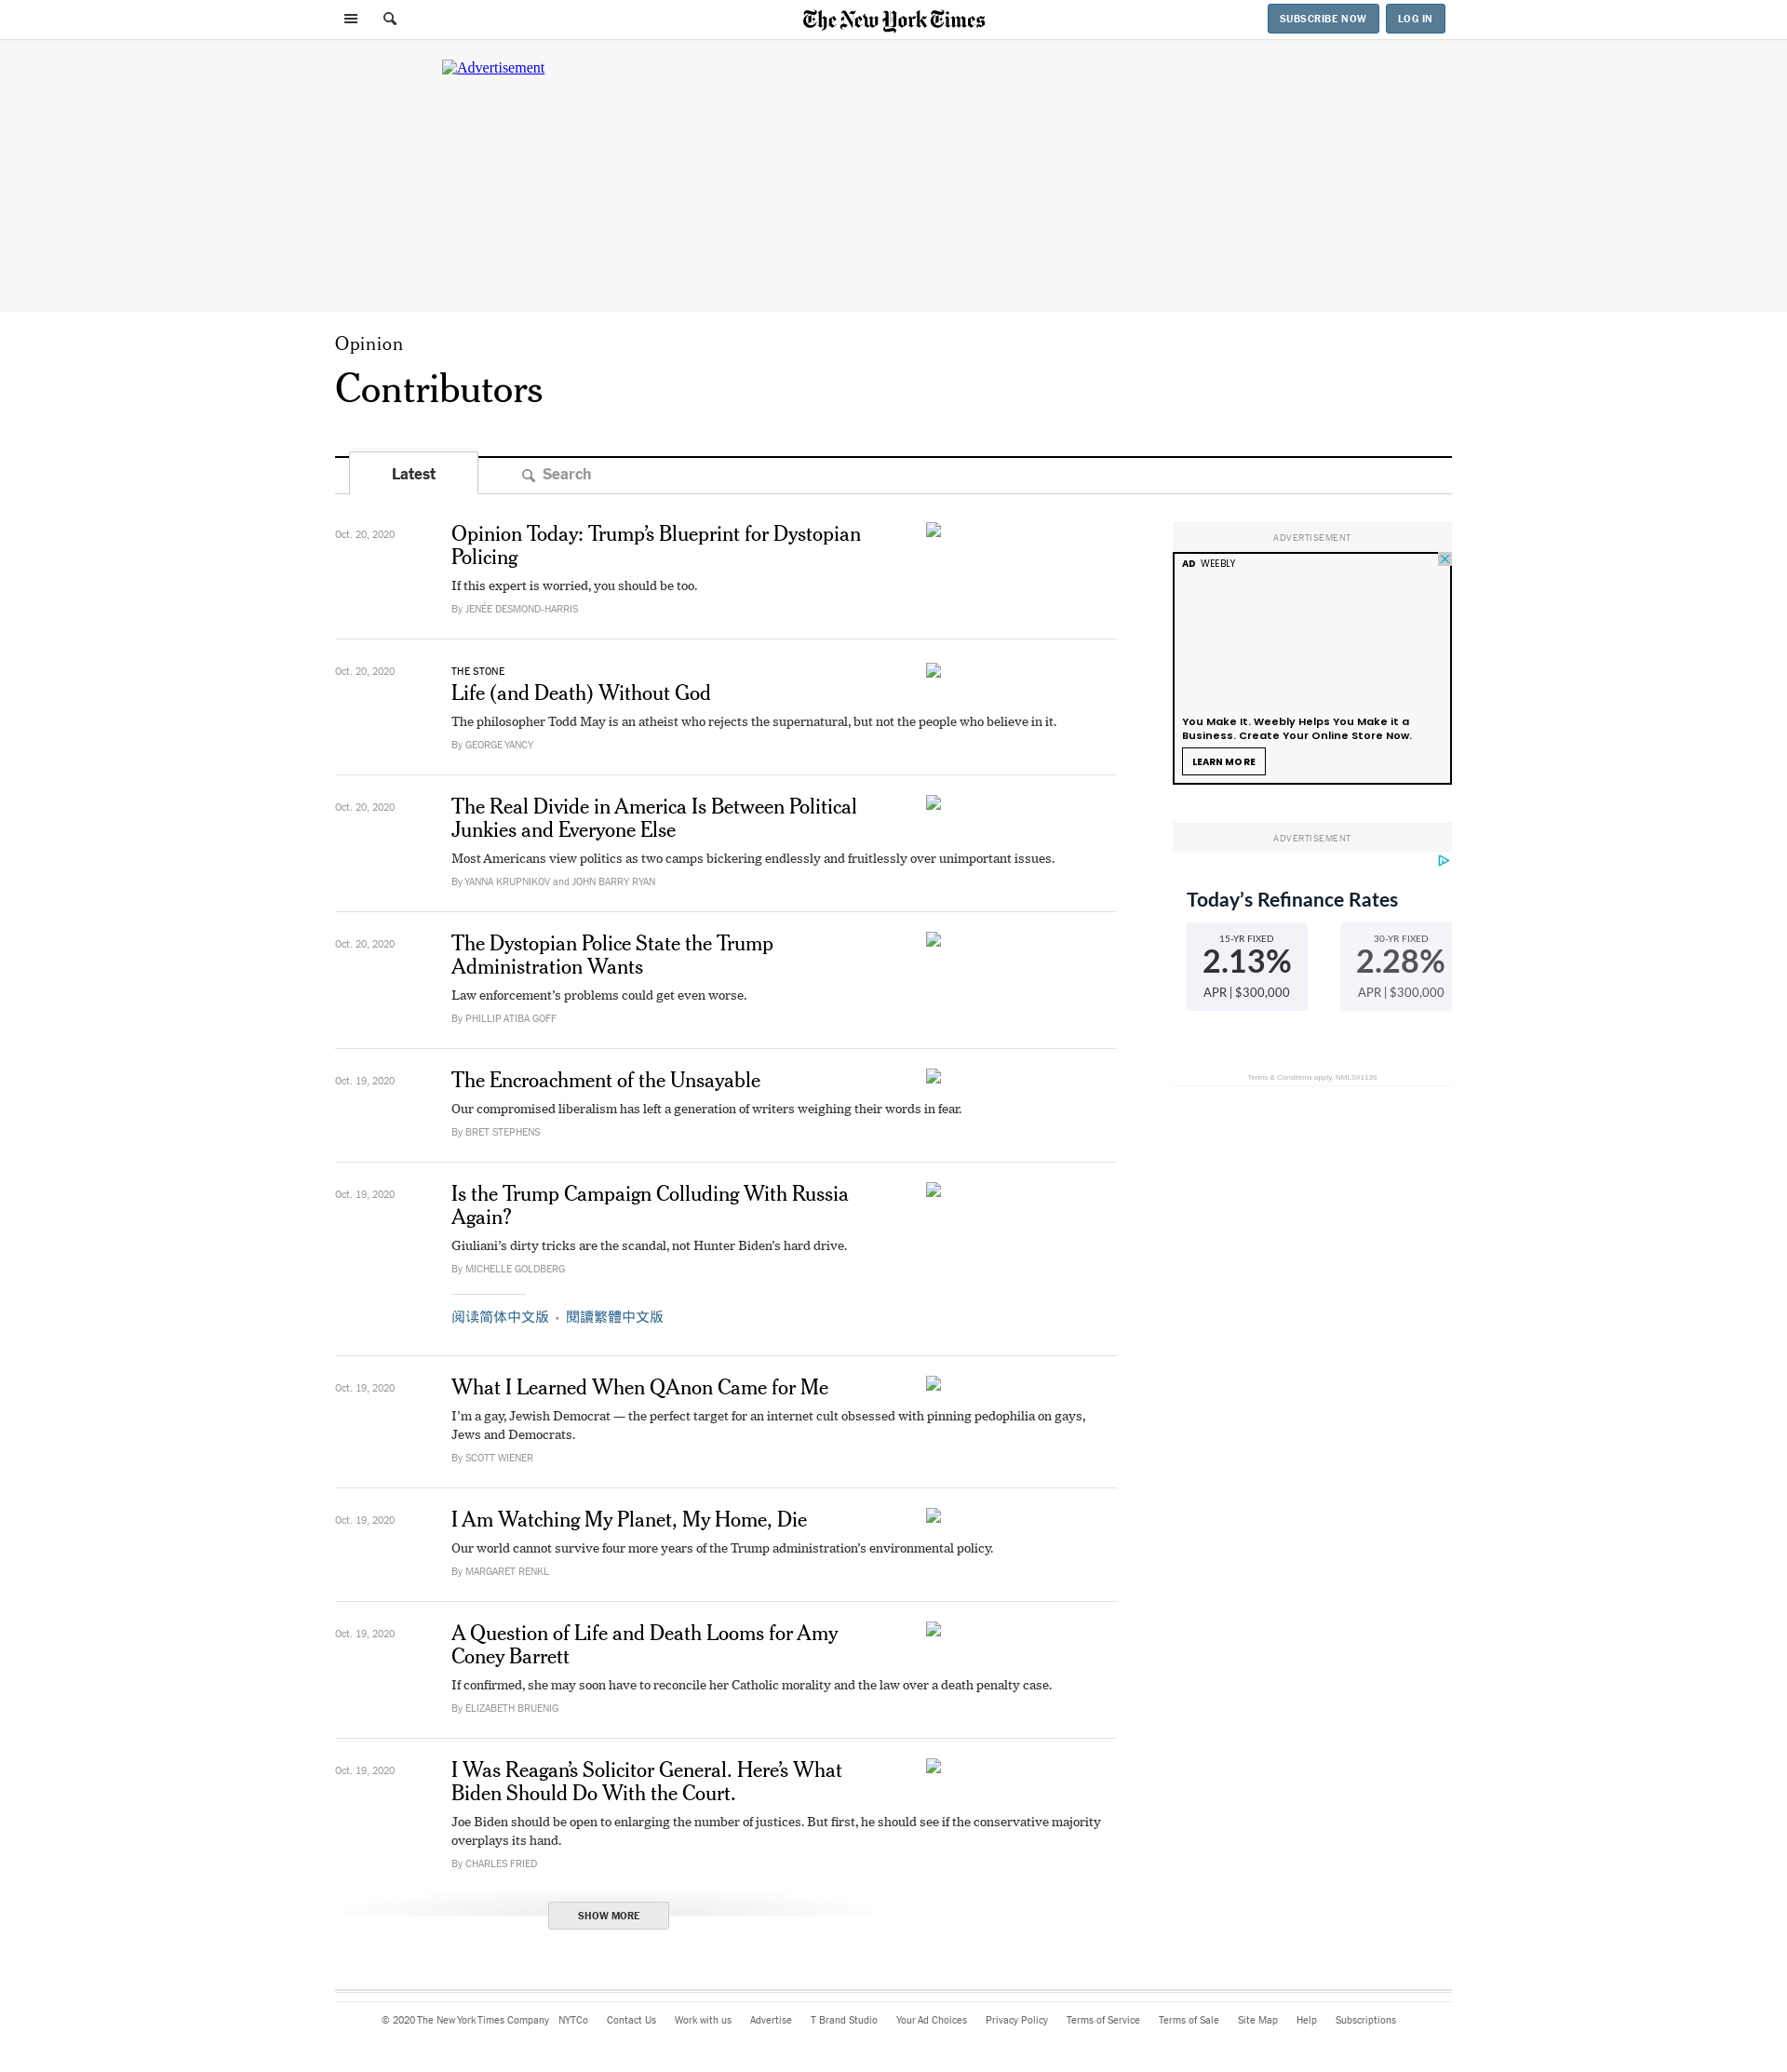 The New York Times
SUBSCRIBE NOW
LOG IN
Advertisement
Opinion
Contributors
Latest
Search
Oct. 20, 2020
Opinion Today: Trump’s Blueprint for Dystopian
Policing
If this expert is worried, you should be too.
By JENÉE DESMOND-HARRIS
Oct. 20, 2020
THE STONE
Life (and Death) Without God
The philosopher Todd May is an atheist who rejects the supernatural, but not the people who believe in it.
By GEORGE YANCY
Oct. 20, 2020
The Real Divide in America Is Between Political
Junkies and Everyone Else
Most Americans view politics as two camps bickering endlessly and fruitlessly over unimportant issues.
By YANNA KRUPNIKOV and JOHN BARRY RYAN
Oct. 20, 2020
The Dystopian Police State the Trump
Administration Wants
Law enforcement’s problems could get even worse.
By PHILLIP ATIBA GOFF
Oct. 19, 2020
The Encroachment of the Unsayable
Our compromised liberalism has left a generation of writers weighing their words in fear.
By BRET STEPHENS
Oct. 19, 2020
Is the Trump Campaign Colluding With Russia
Again?
Giuliani’s dirty tricks are the scandal, not Hunter Biden’s hard drive.
By MICHELLE GOLDBERG
阅读简体中文版 • 閱讀繁體中文版
Oct. 19, 2020
What I Learned When QAnon Came for Me
I’m a gay, Jewish Democrat — the perfect target for an internet cult obsessed with pinning pedophilia on gays,
Jews and Democrats.
By SCOTT WIENER
Oct. 19, 2020
I Am Watching My Planet, My Home, Die
Our world cannot survive four more years of the Trump administration’s environmental policy.
By MARGARET RENKL
Oct. 19, 2020
A Question of Life and Death Looms for Amy
Coney Barrett
If confirmed, she may soon have to reconcile her Catholic morality and the law over a death penalty case.
By ELIZABETH BRUENIG
Oct. 19, 2020
I Was Reagan’s Solicitor General. Here’s What
Biden Should Do With the Court.
Joe Biden should be open to enlarging the number of justices. But first, he should see if the conservative majority
overplays its hand.
By CHARLES FRIED
SHOW MORE
ADVERTISEMENT
AD WEEBLY
You Make It. Weebly Helps You Make it a
Business. Create Your Online Store Now.
LEARN MORE
ADVERTISEMENT
Today’s Refinance Rates
15-YR FIXED
2.13%
APR | $300,000
30-YR FIXED
2.28%
APR | $300,000
Terms & Conditions apply. NMLS#1136
© 2020 The New York Times Company NYTCo Contact Us Work with us Advertise T Brand Studio Your Ad Choices Privacy Policy Terms of Service Terms of Sale Site Map Help Subscriptions